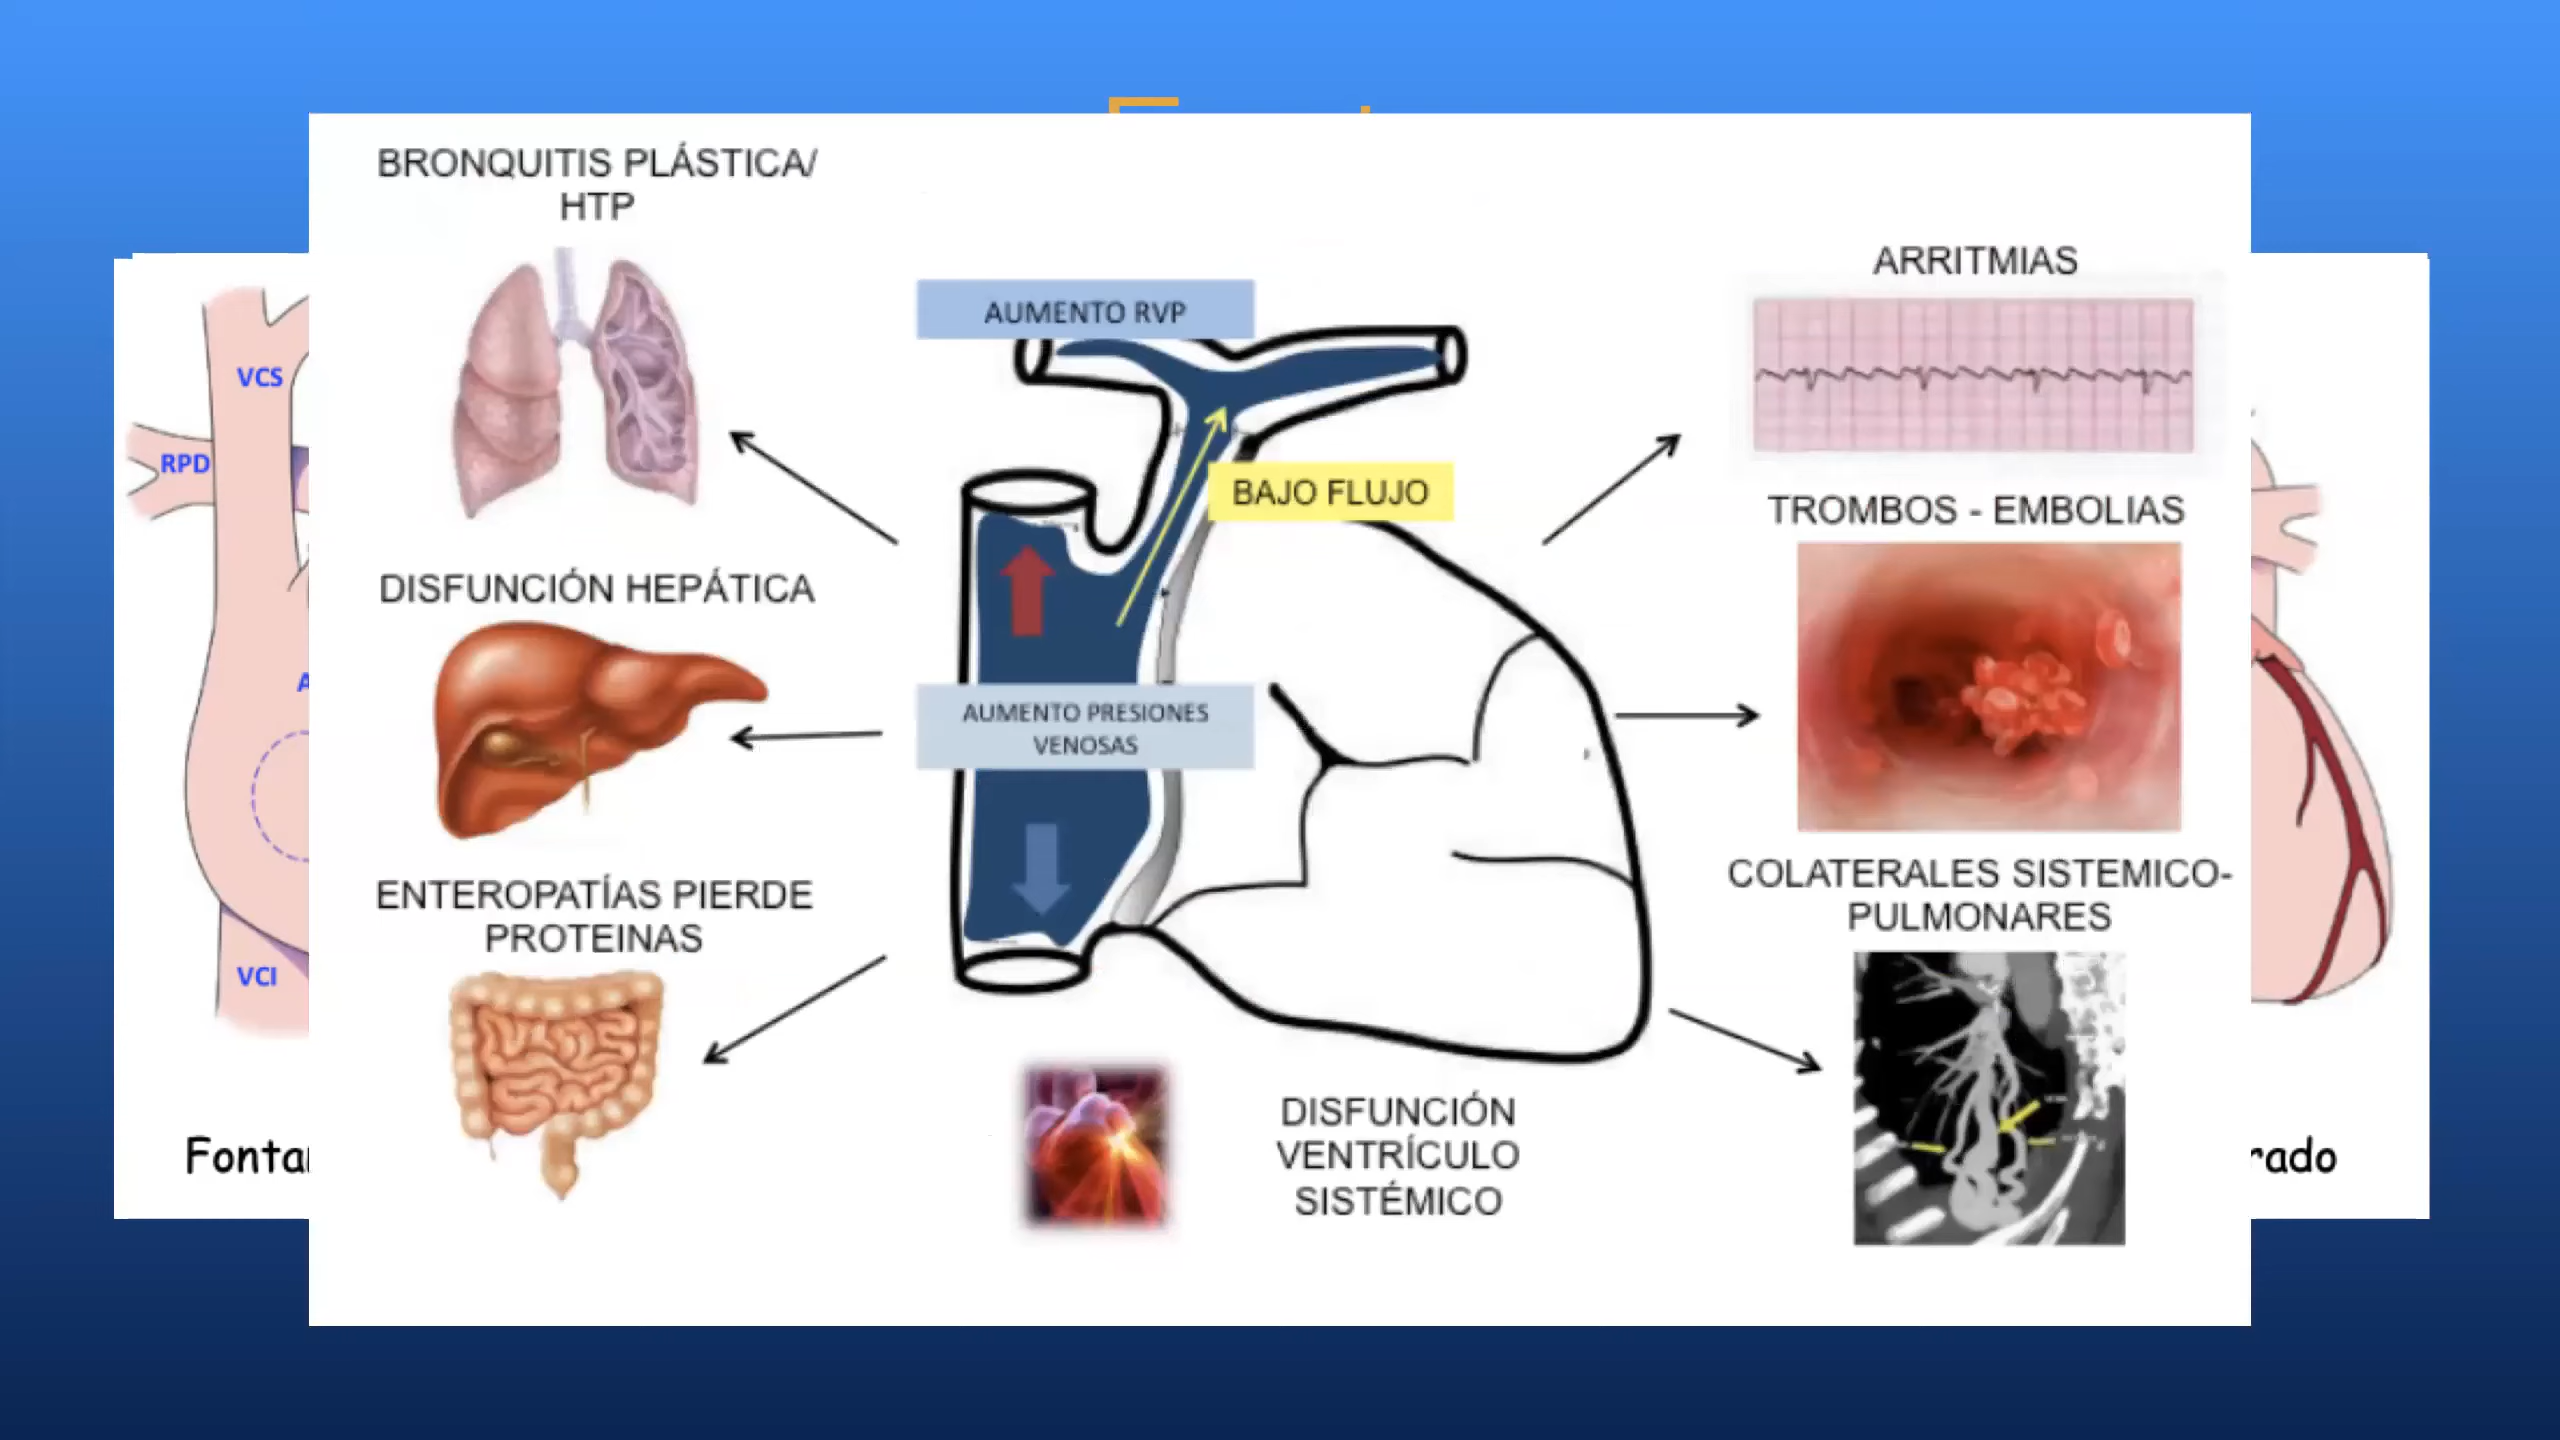 BRONQUITIS PLÁSTICA/
HTP
DISFUNCIÓN HEPÁTICA
ENTEROPATÍAS PIERDE
PROTEINAS
AUMENTO RVP
BAJO FLUJO
AUMENTO PRESIONES
VENOSAS
DISFUNCIÓN
VENTRÍCULO
SISTÉMICO
ARRITMIAS
TROMBOS - EMBOLIAS
COLATERALES SISTEMICO-
PULMONARES
VCS
RPD
A
VCI
Fontan
rado